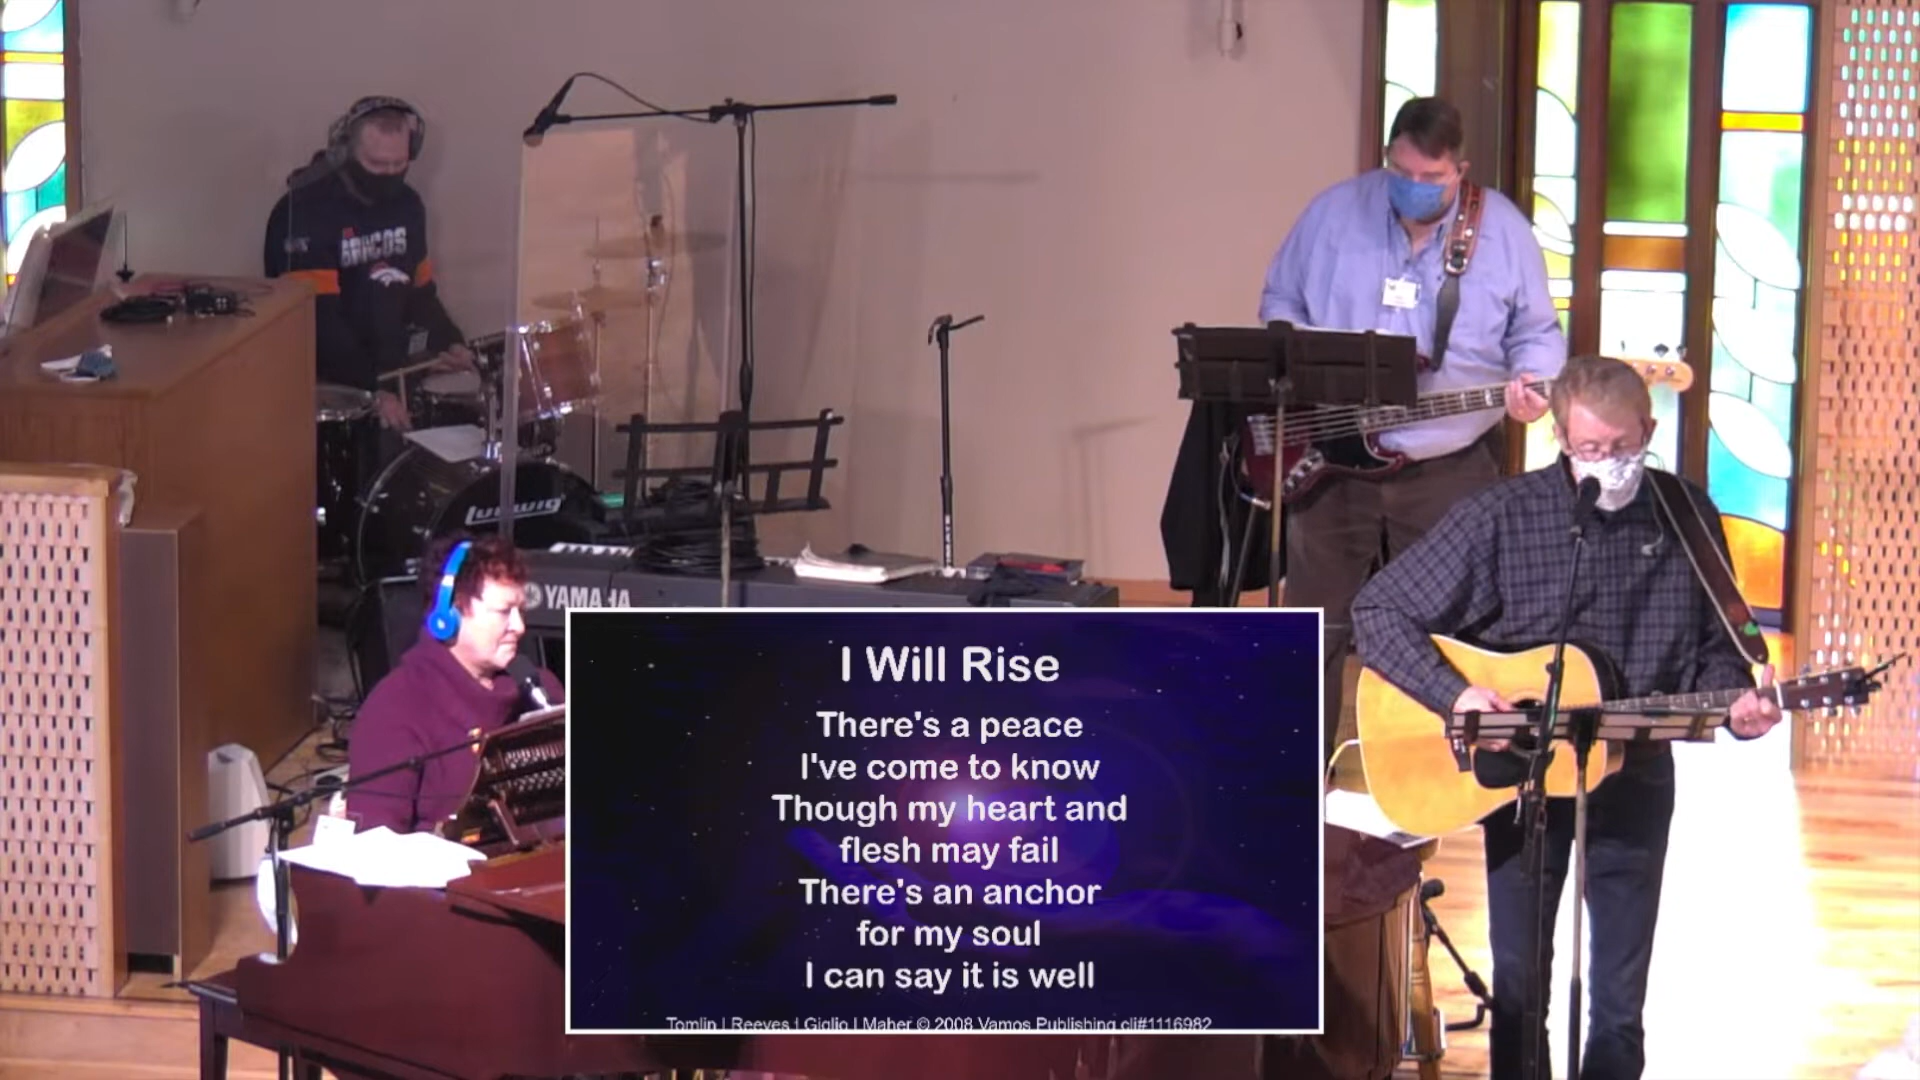 BRONCOS
Ludwig
YAMAHA
I Will Rise
There's a peace
I've come to know
Though my heart and
flesh may fail
There's an anchor
for my soul
I can say it is well
Tomlin | Reeves | Giglio | Maher © 2008 Vamos Publishing cli#1116982